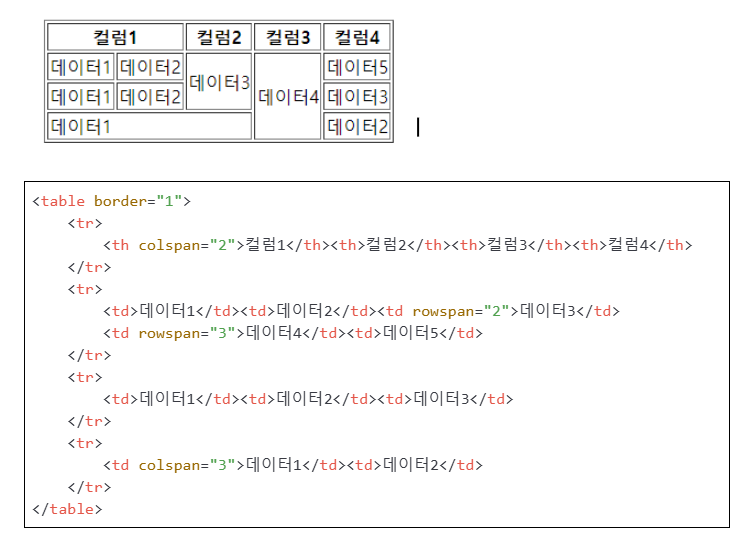 컬럼1 컬럼2 컬럼3 컬럼4
데이터1 데이터2 데이터3 데이터4 데이터5
데이터1 데이터2 데이터3
데이터1 데이터2
<table border="1">
    <tr>
        <th colspan="2">컬럼1</th><th>컬럼2</th><th>컬럼3</th><th>컬럼4</th>
    </tr>
    <tr>
        <td>데이터1</td><td>데이터2</td><td rowspan="2">데이터3</td>
        <td rowspan="3">데이터4</td><td>데이터5</td>
    </tr>
    <tr>
        <td>데이터1</td><td>데이터2</td><td>데이터3</td>
    </tr>
    <tr>
        <td colspan="3">데이터1</td><td>데이터2</td>
    </tr>
</table>